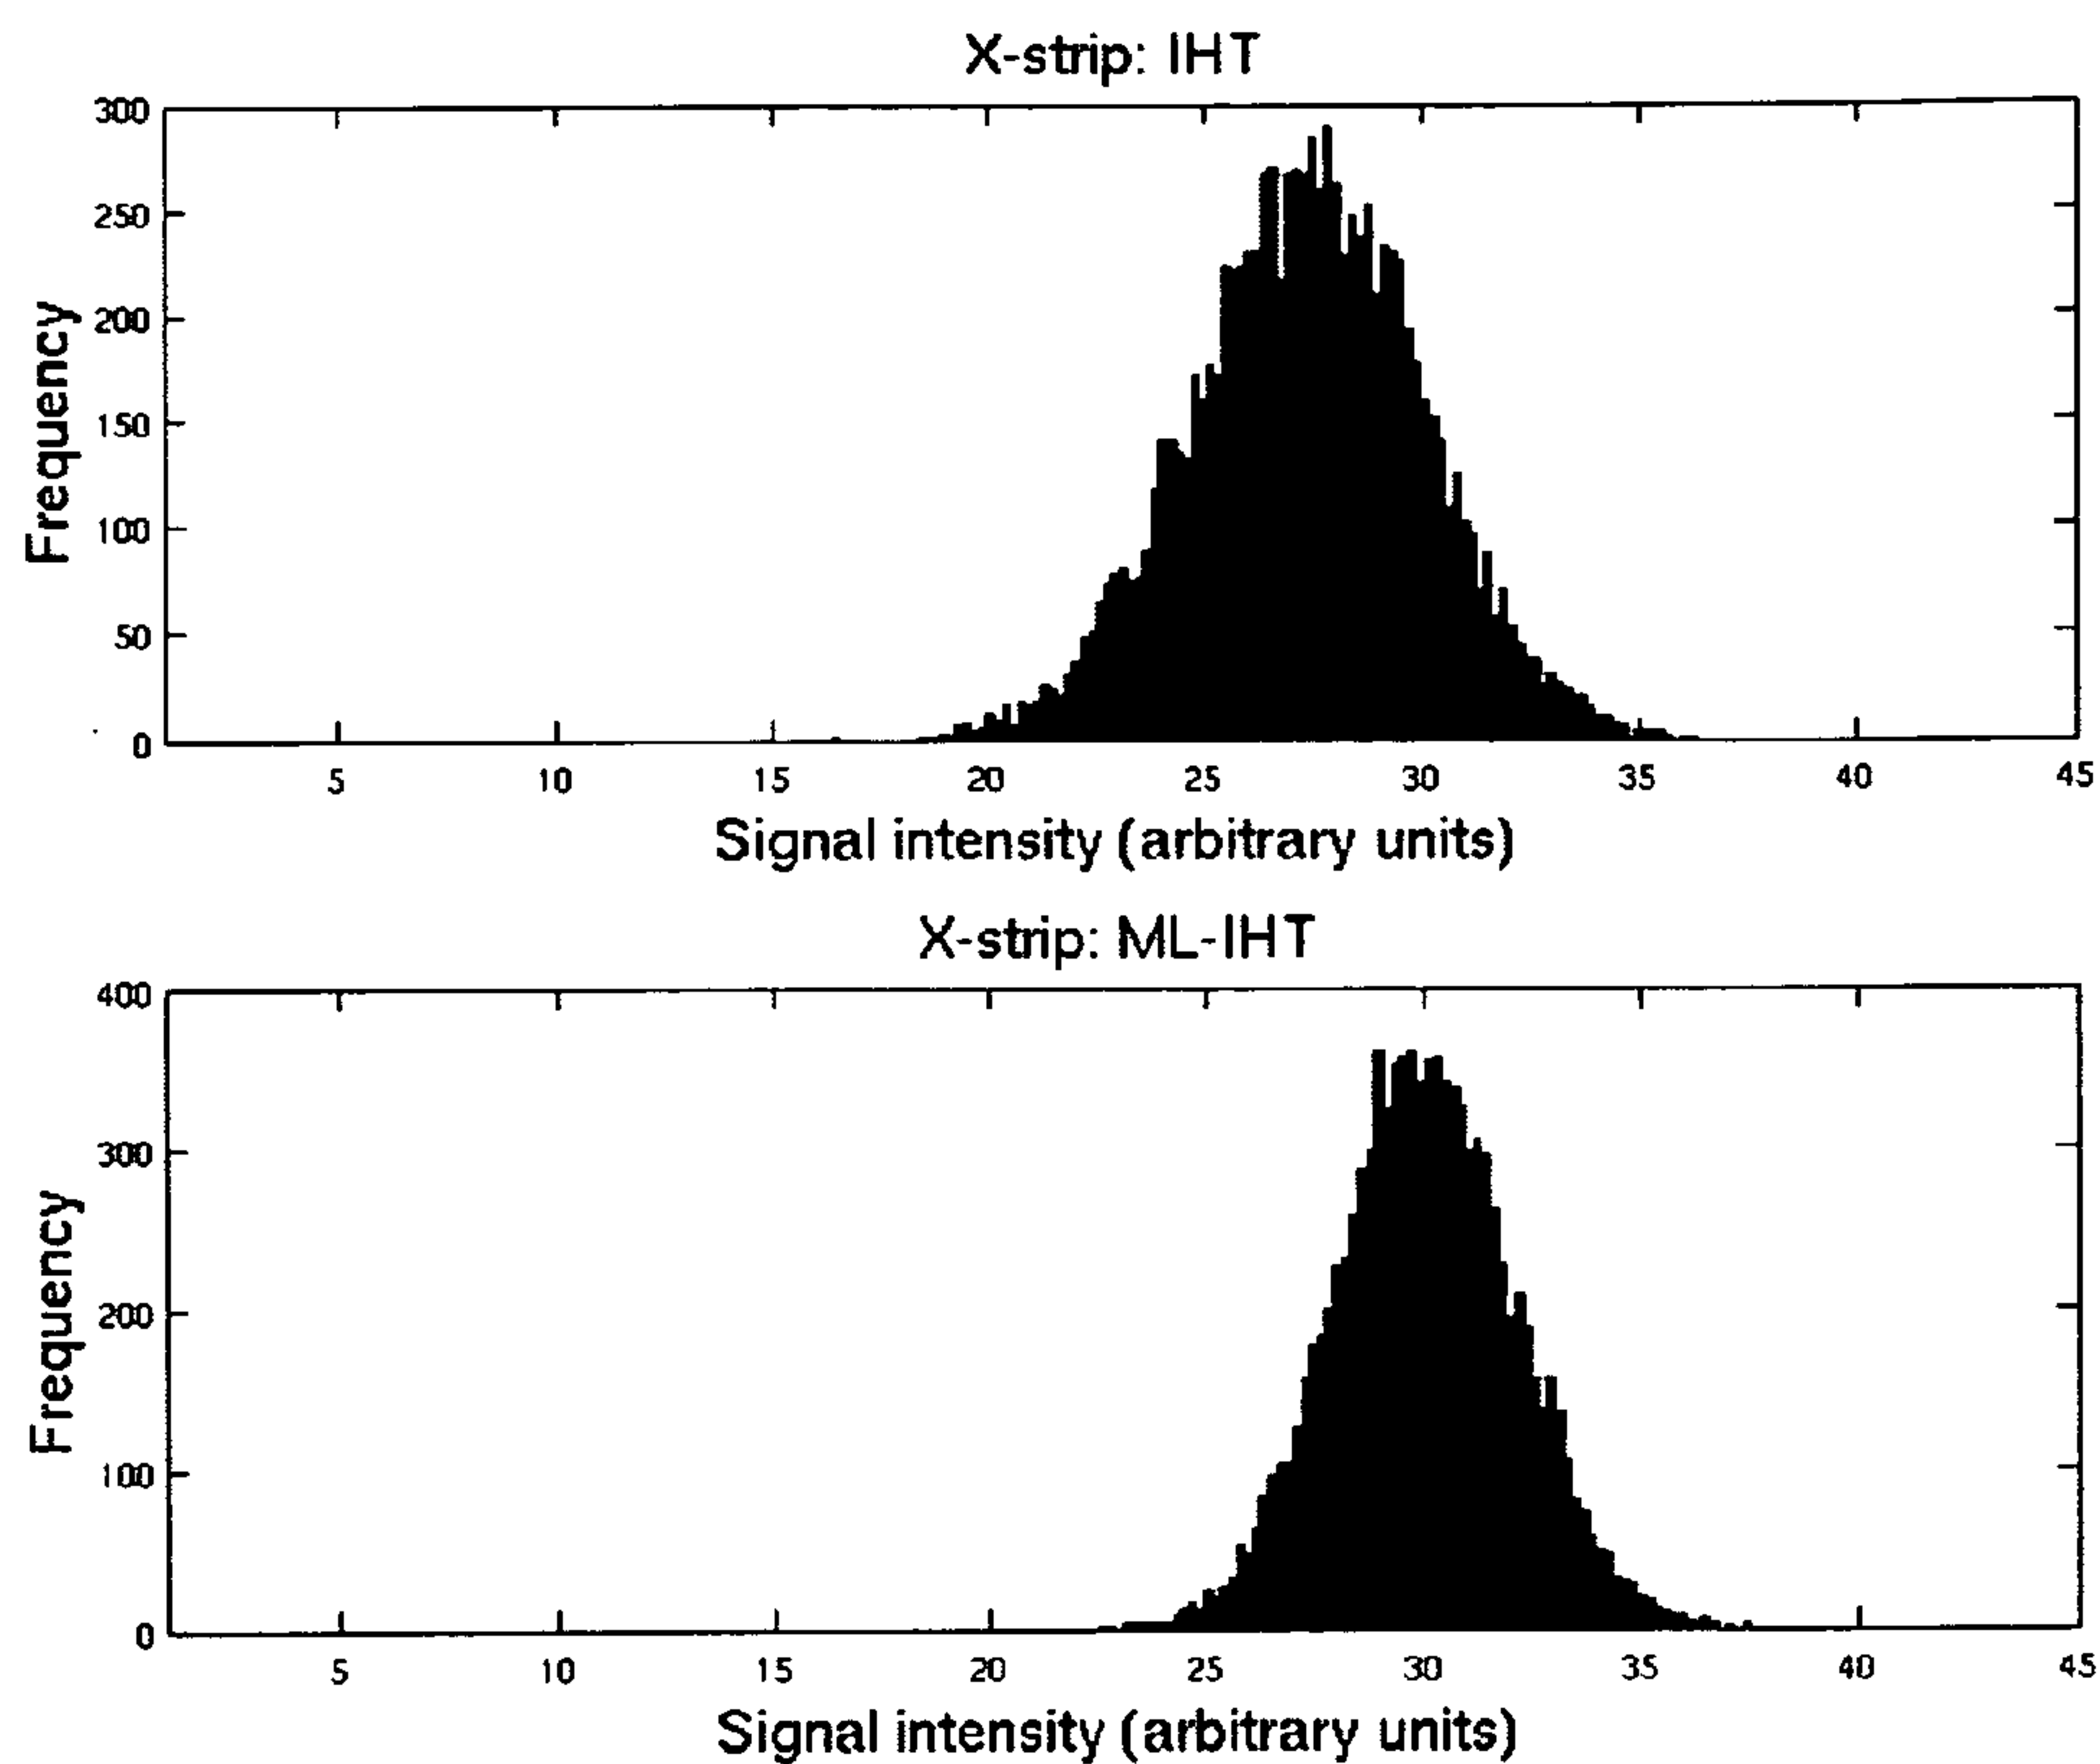 X-strip: IHT
300
250
200
150
100
50
0
Frequency
5 10 15 20 25 30 35 40 45
Signal intensity (arbitrary units)
X-strip: ML-IHT
400
300
200
100
0
Frequency
5 10 15 20 25 30 35 40 45
Signal intensity (arbitrary units)